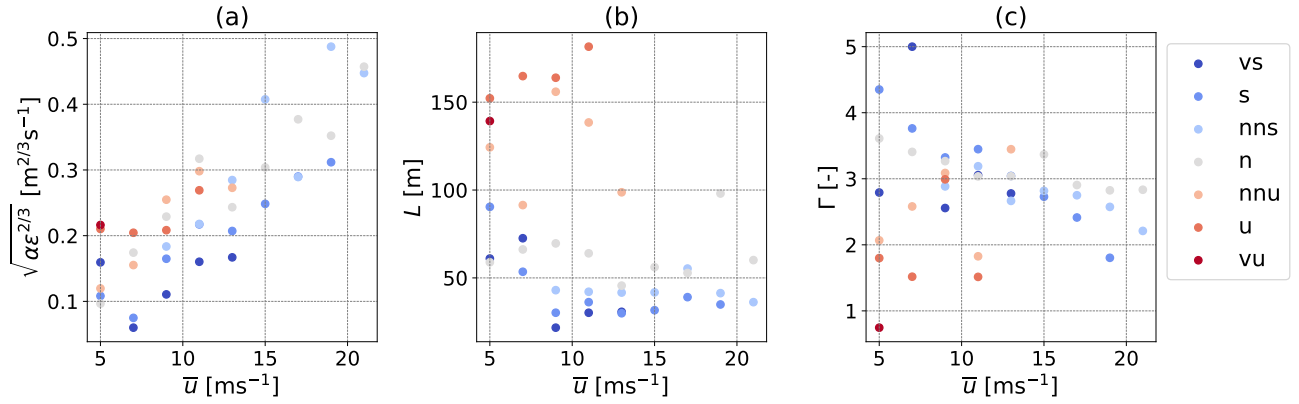 (a)
(b)
(c)
√αε^{2/3} [m^{2/3}s^{−1}]
0.5
0.4
0.3
0.2
0.1
5
10
15
20
u̅ [ms⁻¹]
L [m]
150
100
50
5
10
15
20
u̅ [ms⁻¹]
Γ [-]
5
4
3
2
1
5
10
15
20
u̅ [ms⁻¹]
vs
s
nns
n
nnu
u
vu